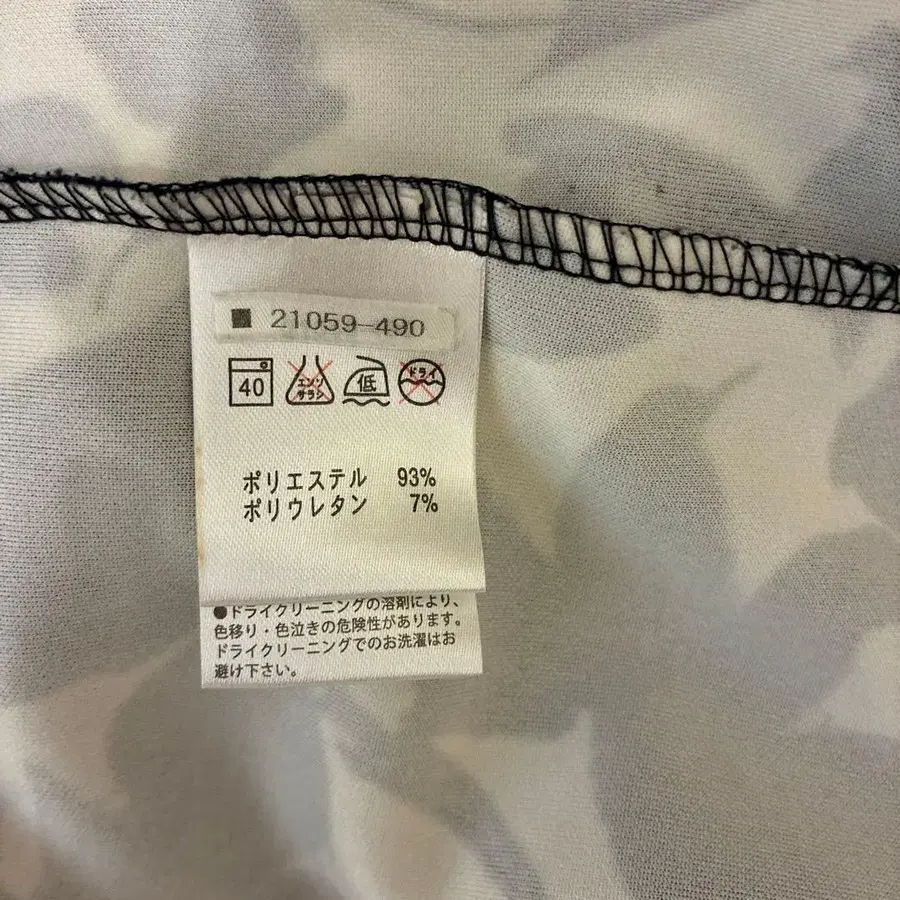 ■ 21059-490
40 エンソサラシ 低 ドライ
ポリエステル 93%
ポリウレタン 7%
●ドライクリーニングの溶剤により、
色移り・色泣きの危険性があります。
ドライクリーニングでのお洗濯はお
避け下さい。